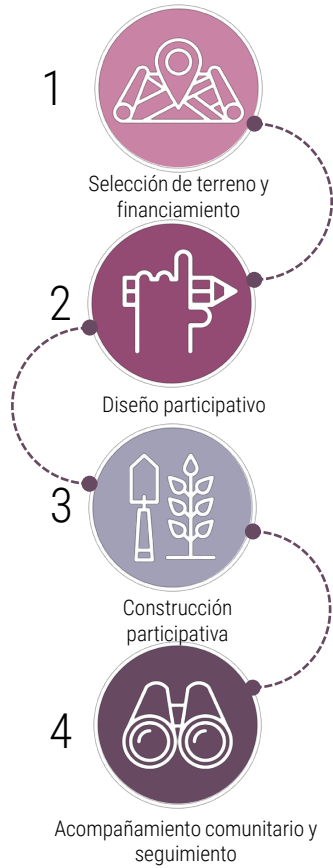 1
Selección de terreno y
financiamiento
2
Diseño participativo
3
Construcción
participativa
4
Acompañamiento comunitario y
seguimiento